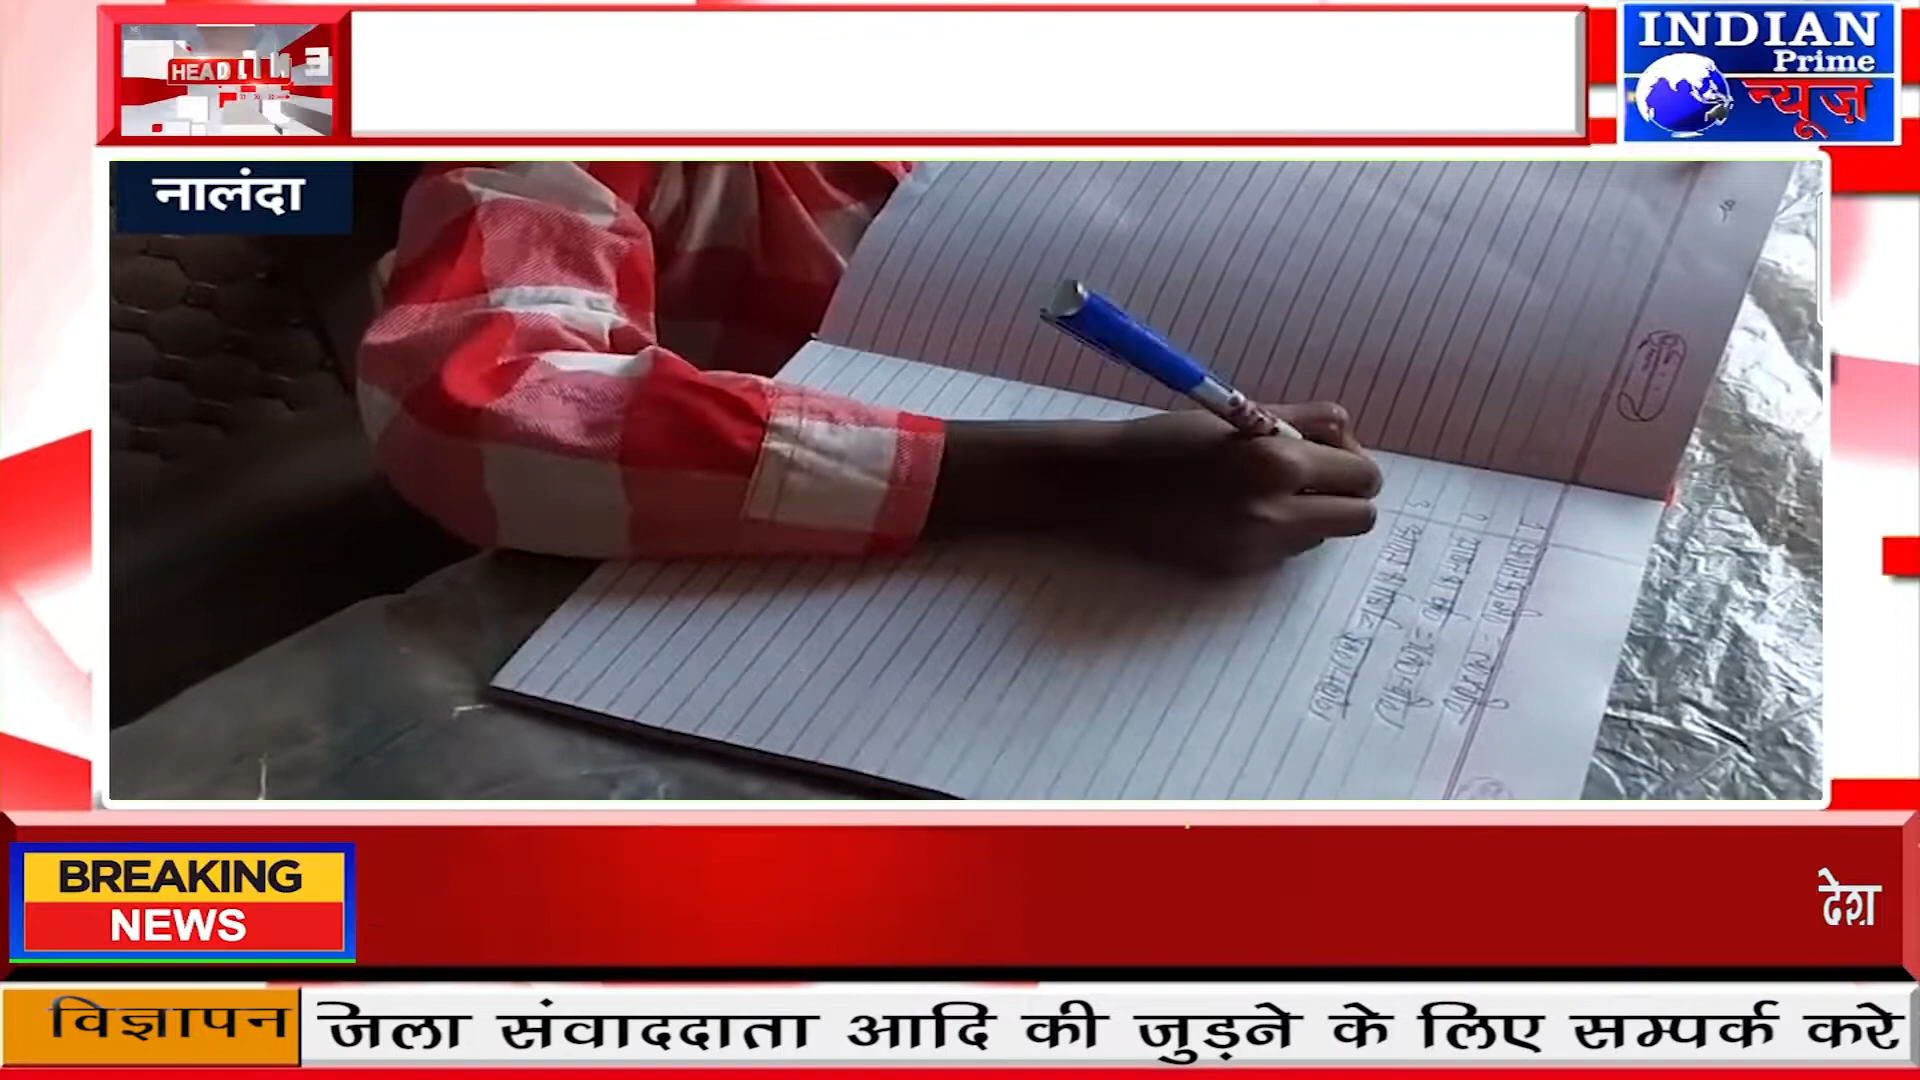 HEADLINE
INDIAN
Prime
न्यूज़
नालंदा
BREAKING
NEWS
देश
विज्ञापन
जिला संवाददाता आदि की जुड़ने के लिए सम्पर्क करे